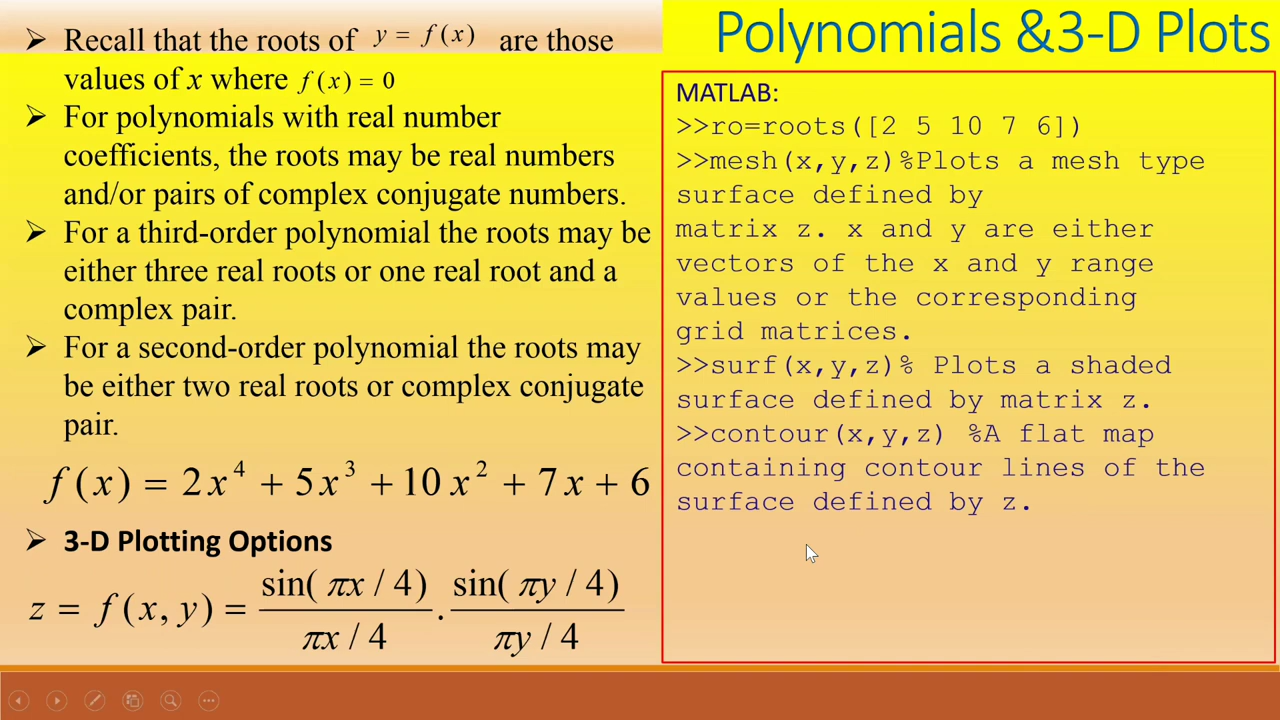 Polynomials &3-D Plots
➢ Recall that the roots of y = f(x) are those
values of x where f(x) = 0
➢ For polynomials with real number
coefficients, the roots may be real numbers
and/or pairs of complex conjugate numbers.
➢ For a third-order polynomial the roots may be
either three real roots or one real root and a
complex pair.
➢ For a second-order polynomial the roots may
be either two real roots or complex conjugate
pair.
f(x) = 2x⁴ + 5x³ + 10x² + 7x + 6
➢ 3-D Plotting Options
z = f(x, y) = sin(πx / 4) / πx / 4 . sin(πy / 4) / πy / 4
MATLAB:
>>ro=roots([2 5 10 7 6])
>>mesh(x,y,z)%Plots a mesh type
surface defined by
matrix z. x and y are either
vectors of the x and y range
values or the corresponding
grid matrices.
>>surf(x,y,z)% Plots a shaded
surface defined by matrix z.
>>contour(x,y,z) %A flat map
containing contour lines of the
surface defined by z.